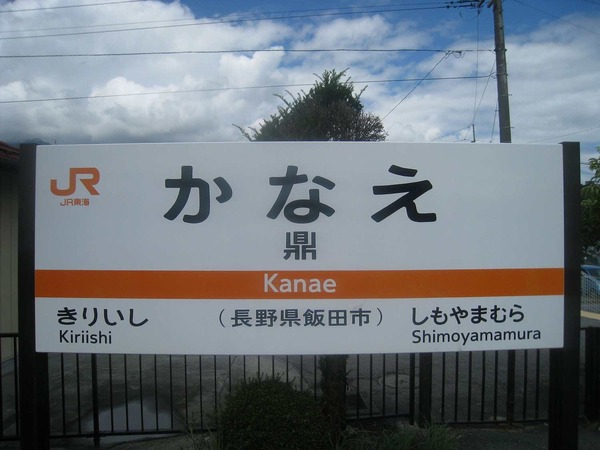 JR
JR東海
かなえ
鼎
Kanae
きりいし
Kiriishi
（長野県飯田市）
しもやまむら
Shimoyamamura